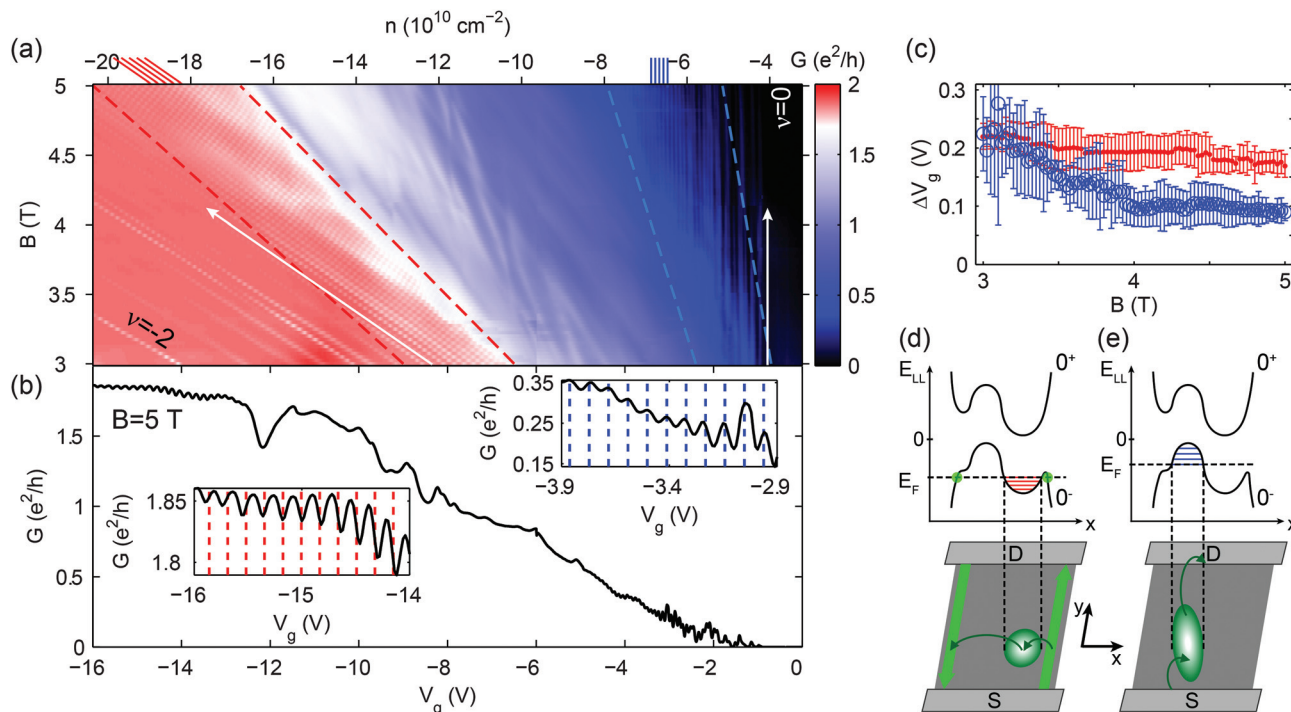 n (10^10 cm^-2)
(a)
−20 −18 −16 −14 −12 −10 −8 −6 −4 G (e²/h)
5
4.5
4
3.5
3
B (T)
ν=-2
ν=0
2
1.5
1
0.5
0
(b)
B=5 T
1.5
1
0.5
0
G (e²/h)
−16 −14 −12 −10 −8 −6 −4 −2 0
V_g (V)
1.85
1.8
G (e²/h)
−16 −15 −14
V_g (V)
0.35
0.25
0.15
G (e²/h)
−3.9 −3.4 −2.9
V_g (V)
(c)
0.3
0.2
0.1
0
ΔV_g (V)
3 4 5
B (T)
(d)
E_LL
0⁺
0
E_F
0⁻
x
D
S
y
x
(e)
E_LL
0⁺
0
E_F
0⁻
x
D
S